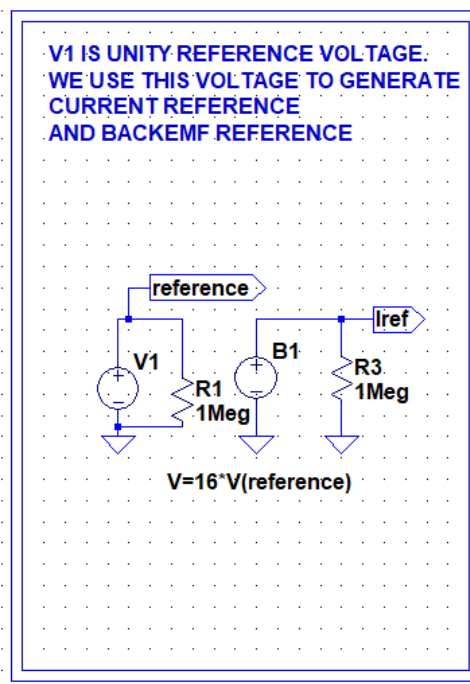 V1 IS UNITY REFERENCE VOLTAGE.
WE USE THIS VOLTAGE TO GENERATE
CURRENT REFERENCE
AND BACKEMF REFERENCE
reference
Iref
V1
R1
1Meg
B1
R3
1Meg
V=16*V(reference)